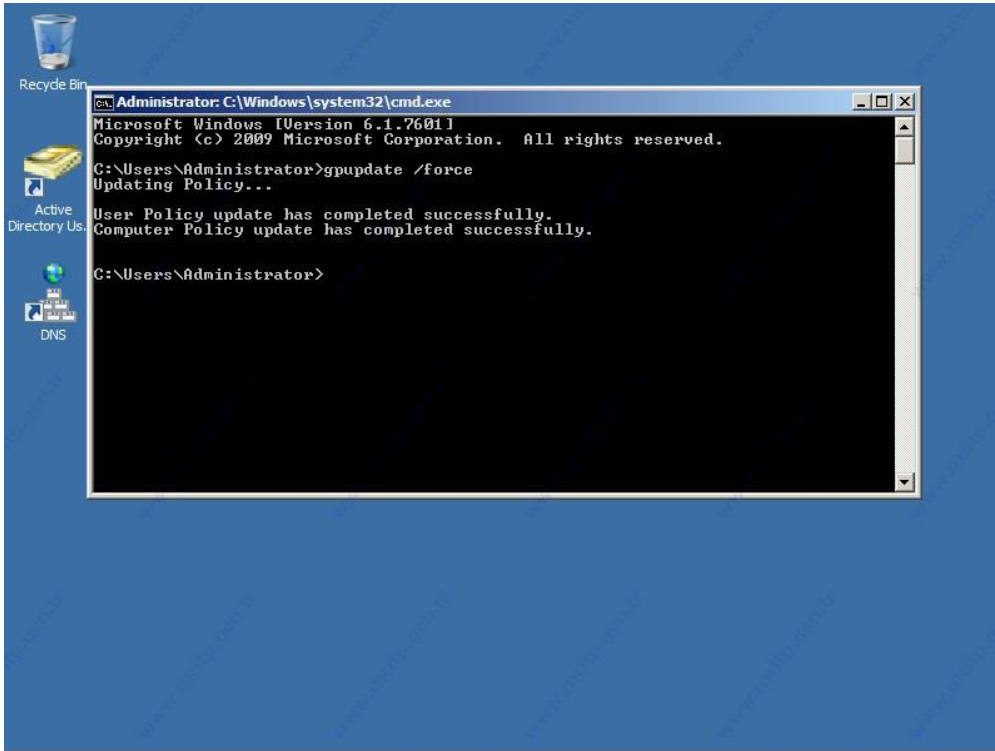 Recycle Bin
Administrator: C:\Windows\system32\cmd.exe
Microsoft Windows [Version 6.1.7601]
Copyright (c) 2009 Microsoft Corporation.  All rights reserved.
C:\Users\Administrator>gpupdate /force
Updating Policy...
Active
Directory Us.
User Policy update has completed successfully.
Computer Policy update has completed successfully.
C:\Users\Administrator>
DNS